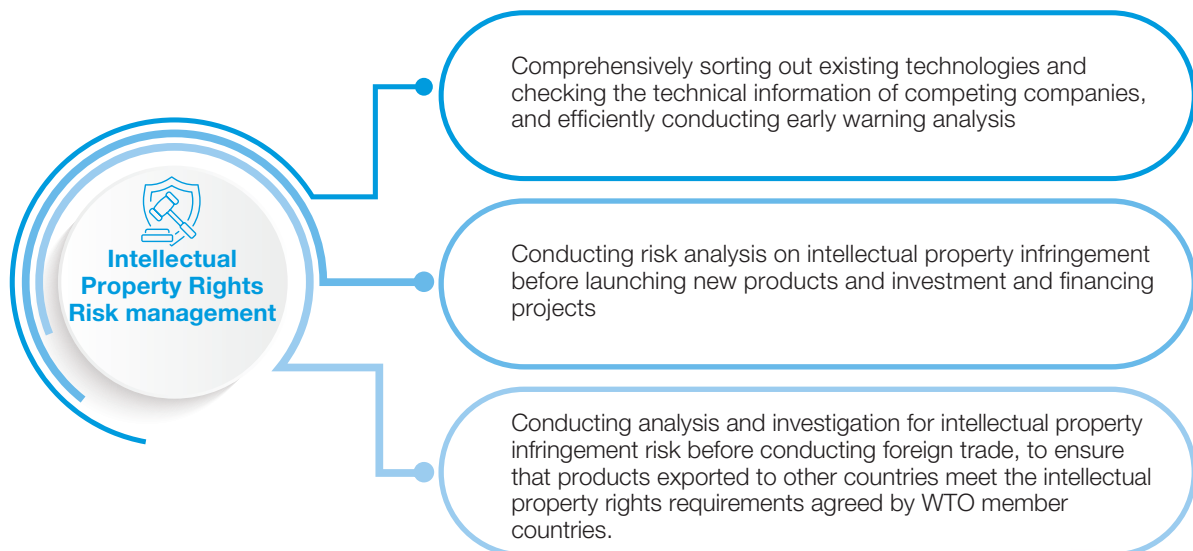 Intellectual
Property Rights
Risk management
Comprehensively sorting out existing technologies and
checking the technical information of competing companies,
and efficiently conducting early warning analysis
Conducting risk analysis on intellectual property infringement
before launching new products and investment and financing
projects
Conducting analysis and investigation for intellectual property
infringement risk before conducting foreign trade, to ensure
that products exported to other countries meet the intellectual
property rights requirements agreed by WTO member
countries.